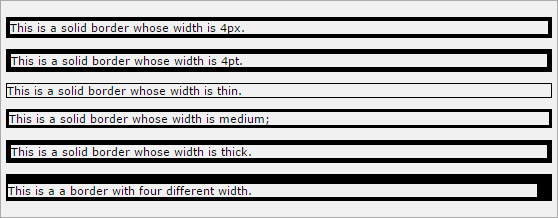 This is a solid border whose width is 4px.
This is a solid border whose width is 4pt.
This is a solid border whose width is thin.
This is a solid border whose width is medium;
This is a solid border whose width is thick.
This is a a border with four different width.